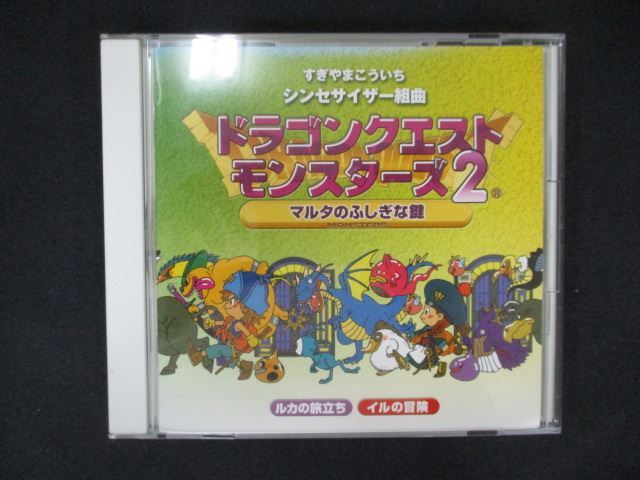 すぎやまこういち
シンセサイザー組曲
ドラゴンクエスト
モンスターズ2®
マルタのふしぎな鍵
ルカの旅立ち
イルの冒険